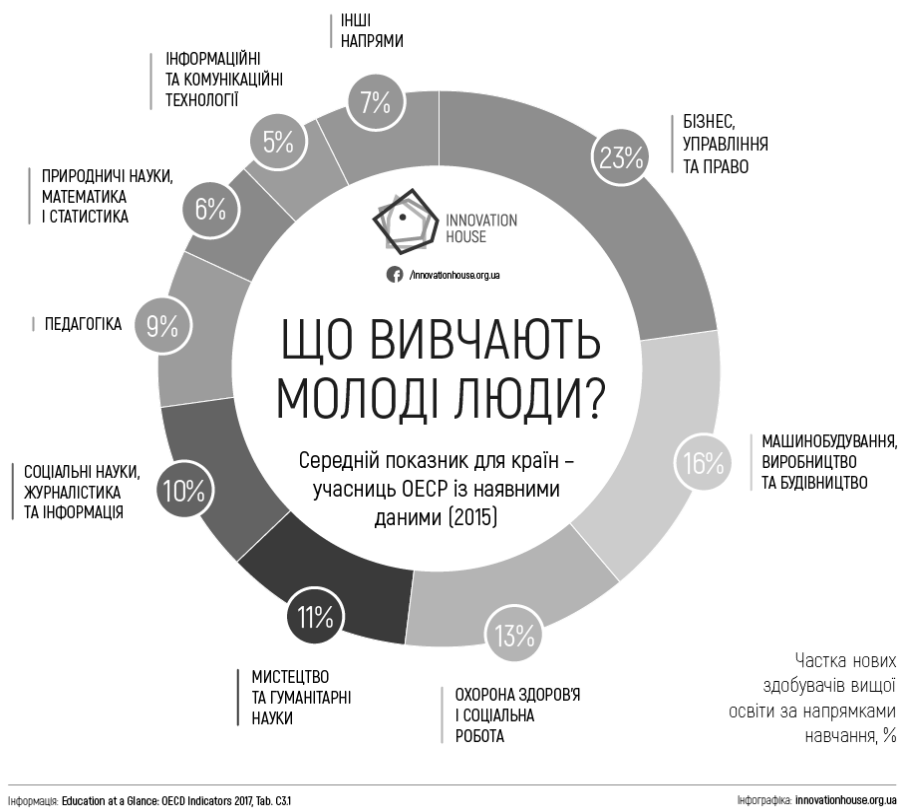 ІНШІ
НАПРЯМИ
7%
ІНФОРМАЦІЙНІ
ТА КОМУНІКАЦІЙНІ
ТЕХНОЛОГІЇ
5%
БІЗНЕС,
УПРАВЛІННЯ
ТА ПРАВО
23%
ПРИРОДНИЧІ НАУКИ,
МАТЕМАТИКА
І СТАТИСТИКА
6%
INNOVATION
HOUSE
/innovationhouse.org.ua
ПЕДАГОГІКА
9%
ЩО ВИВЧАЮТЬ
МОЛОДІ ЛЮДИ?
Середній показник для країн –
учасниць ОЕСР із наявними
даними (2015)
МАШИНОБУДУВАННЯ,
ВИРОБНИЦТВО
ТА БУДІВНИЦТВО
16%
СОЦІАЛЬНІ НАУКИ,
ЖУРНАЛІСТИКА
ТА ІНФОРМАЦІЯ
10%
11%
13%
МИСТЕЦТВО
ТА ГУМАНІТАРНІ
НАУКИ
ОХОРОНА ЗДОРОВ'Я
І СОЦІАЛЬНА
РОБОТА
Частка нових
здобувачів вищої
освіти за напрямками
навчання, %
Інформація: Education at a Glance: OECD Indicators 2017, Tab. C3.1
Інфографіка: innovationhouse.org.ua